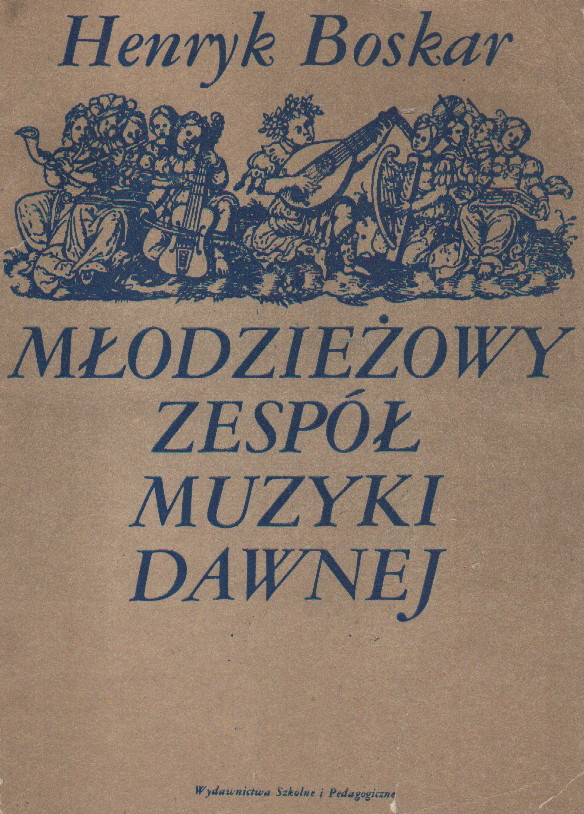 Henryk Boskar
MŁODZIEŻOWY
ZESPÓŁ
MUZYKI
DAWNEJ
Wydawnictwa Szkolne i Pedagogiczne